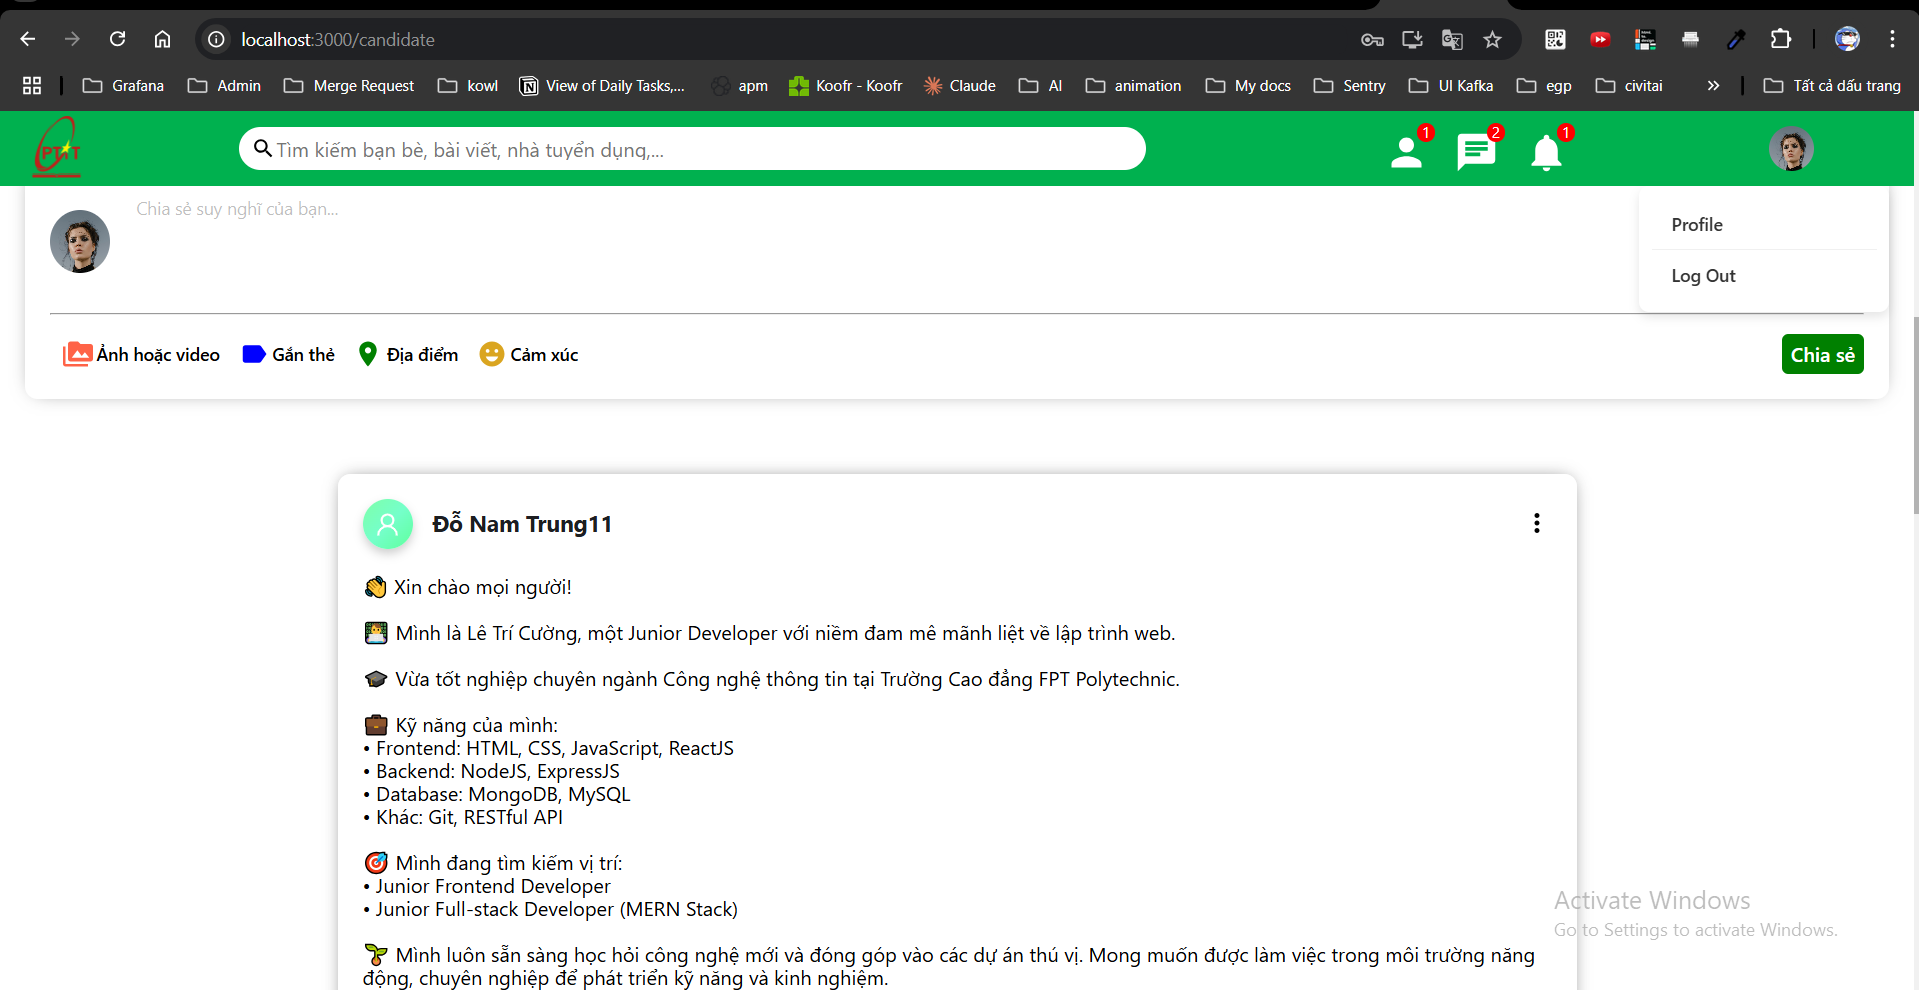 localhost:3000/candidate
Grafana
Admin
Merge Request
kowl
View of Daily Tasks,...
apm
Koofr - Koofr
Claude
AI
animation
My docs
Sentry
UI Kafka
egp
civitai
Tất cả dấu trang
PTIT
Tìm kiếm bạn bè, bài viết, nhà tuyển dụng,...
1
2
1
Chia sẻ suy nghĩ của bạn...
Profile
Log Out
Ảnh hoặc video
Gắn thẻ
Địa điểm
Cảm xúc
Chia sẻ
Đỗ Nam Trung11
👋 Xin chào mọi người!
👨‍💻 Mình là Lê Trí Cường, một Junior Developer với niềm đam mê mãnh liệt về lập trình web.
🎓 Vừa tốt nghiệp chuyên ngành Công nghệ thông tin tại Trường Cao đẳng FPT Polytechnic.
💼 Kỹ năng của mình:
• Frontend: HTML, CSS, JavaScript, ReactJS
• Backend: NodeJS, ExpressJS
• Database: MongoDB, MySQL
• Khác: Git, RESTful API
🎯 Mình đang tìm kiếm vị trí:
• Junior Frontend Developer
• Junior Full-stack Developer (MERN Stack)
🌱 Mình luôn sẵn sàng học hỏi công nghệ mới và đóng góp vào các dự án thú vị. Mong muốn được làm việc trong môi trường năng
động, chuyên nghiệp để phát triển kỹ năng và kinh nghiệm.
Activate Windows
Go to Settings to activate Windows.